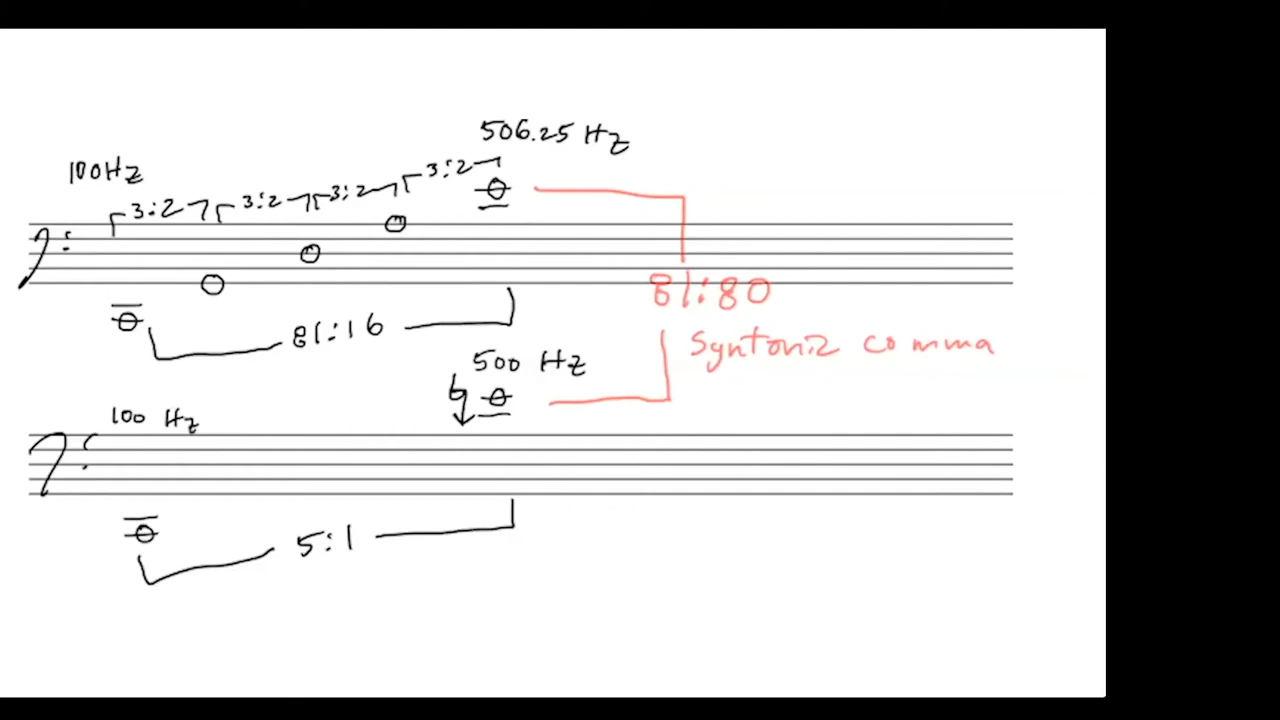 506.25 Hz
100Hz
3:2 3:2 3:2 3:2
81:80
81:16
Syntonic comma
500 Hz
100 Hz
5:1